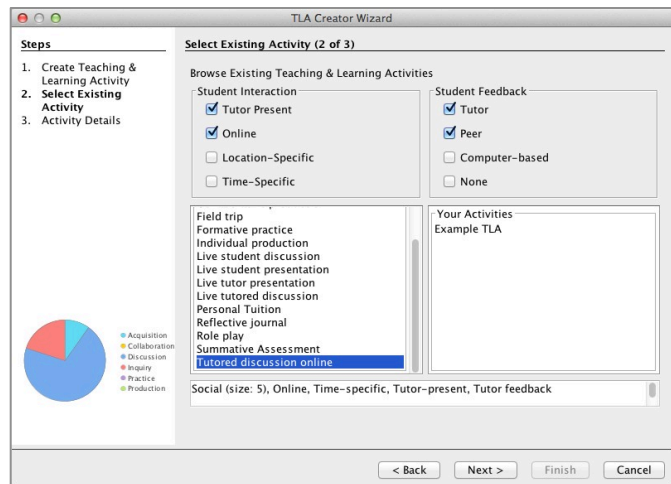 TLA Creator Wizard
Steps
1. Create Teaching &
Learning Activity
2. Select Existing
Activity
3. Activity Details
Select Existing Activity (2 of 3)
Browse Existing Teaching & Learning Activities
Student Interaction
Tutor Present
Online
Location-Specific
Time-Specific
Student Feedback
Tutor
Peer
Computer-based
None
Field trip
Formative practice
Individual production
Live student discussion
Live student presentation
Live tutor presentation
Live tutored discussion
Personal Tuition
Reflective journal
Role play
Summative Assessment
Tutored discussion online
Your Activities
Example TLA
Acquisition
Collaboration
Discussion
Inquiry
Practice
Production
Social (size: 5), Online, Time-specific, Tutor-present, Tutor feedback
< Back
Next >
Finish
Cancel